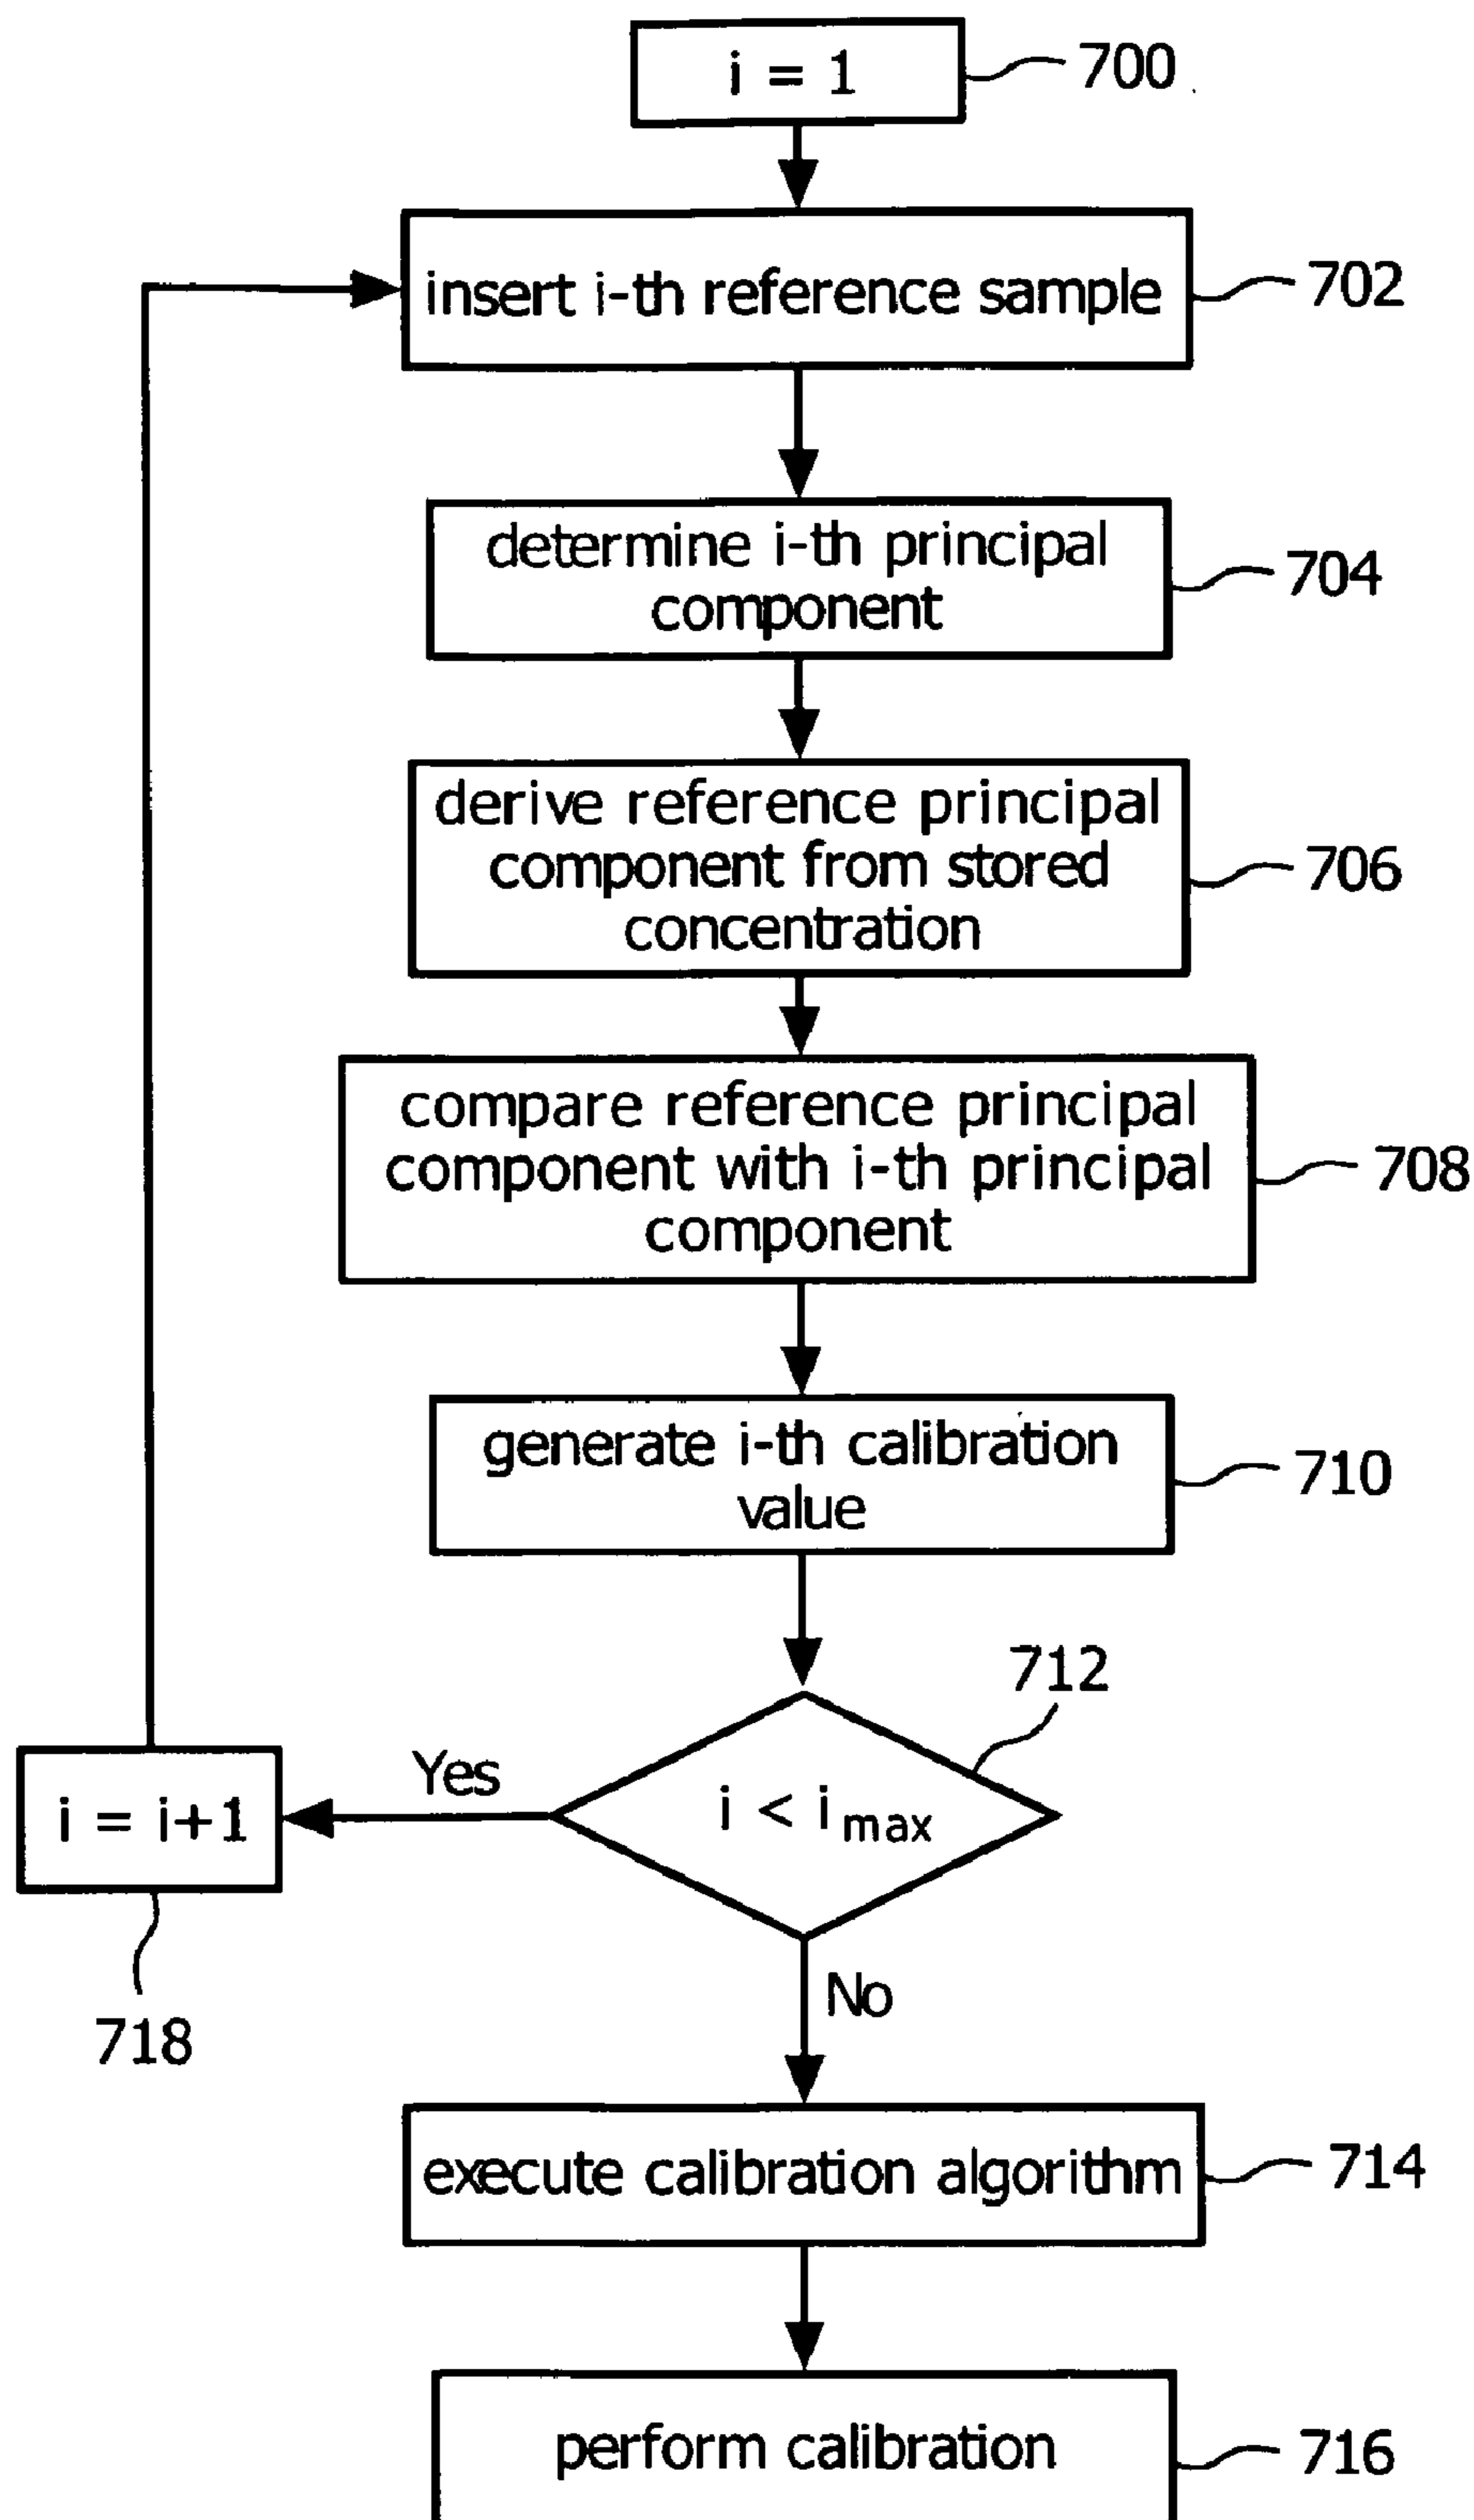 i = 1
700
insert i-th reference sample
702
determine i-th principal
component
704
derive reference principal
component from stored
concentration
706
compare reference principal
component with i-th principal
component
708
generate i-th calibration
value
710
712
i < i max
Yes
i = i+1
718
No
execute calibration algorithm
714
perform calibration
716